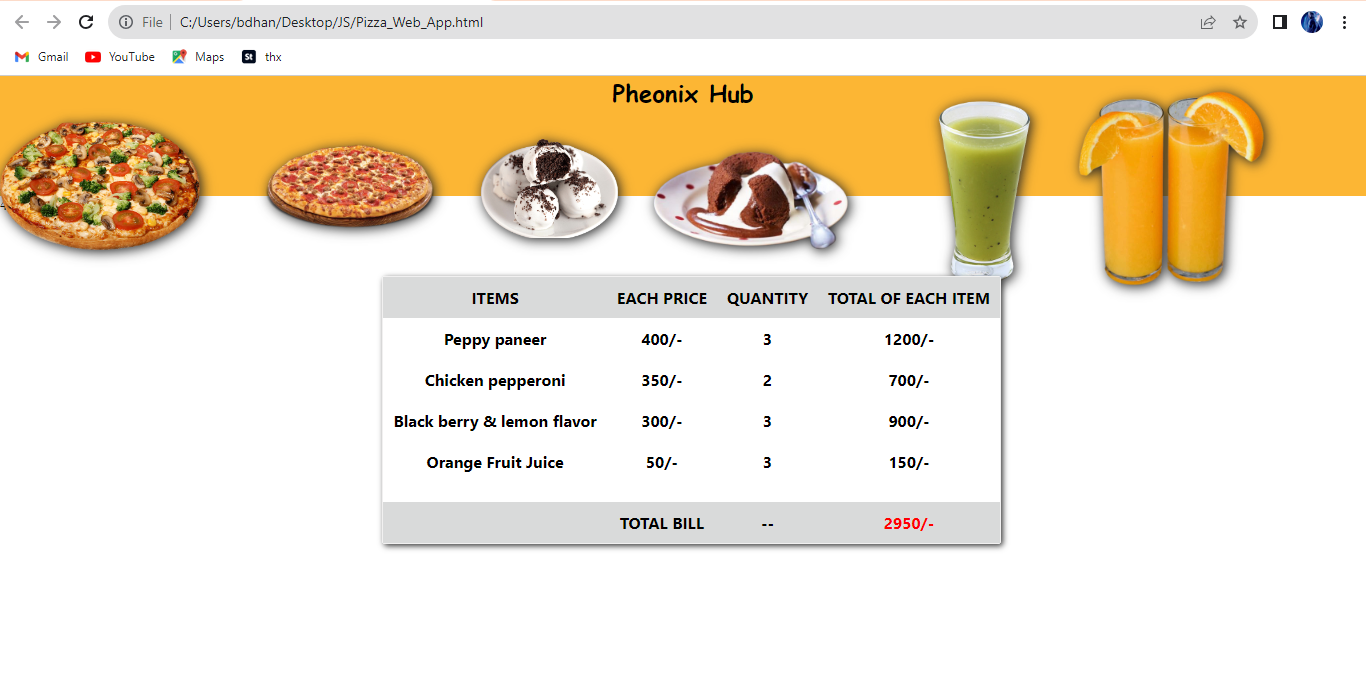 File | C:/Users/bdhan/Desktop/JS/Pizza_Web_App.html
Gmail YouTube Maps St thx
Pheonix Hub
ITEMS EACH PRICE QUANTITY TOTAL OF EACH ITEM
Peppy paneer 400/- 3 1200/-
Chicken pepperoni 350/- 2 700/-
Black berry & lemon flavor 300/- 3 900/-
Orange Fruit Juice 50/- 3 150/-
TOTAL BILL -- 2950/-